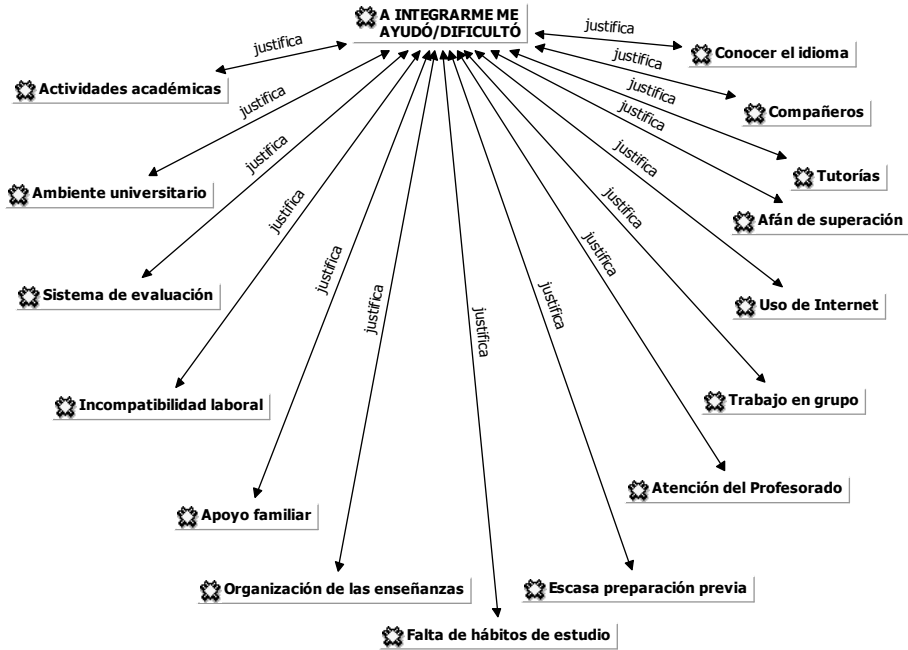 A INTEGRARME ME
AYUDÓ/DIFICULTÓ
justifica
justifica
Conocer el idioma
justifica
Actividades académicas
justifica
justifica
Compañeros
justifica
justifica
justifica
Tutorías
Ambiente universitario
justifica
justifica
Afán de superación
justifica
justifica
justifica
Sistema de evaluación
justifica
justifica
Uso de Internet
justifica
Incompatibilidad laboral
Trabajo en grupo
Atención del Profesorado
Apoyo familiar
Organización de las enseñanzas
Escasa preparación previa
Falta de hábitos de estudio